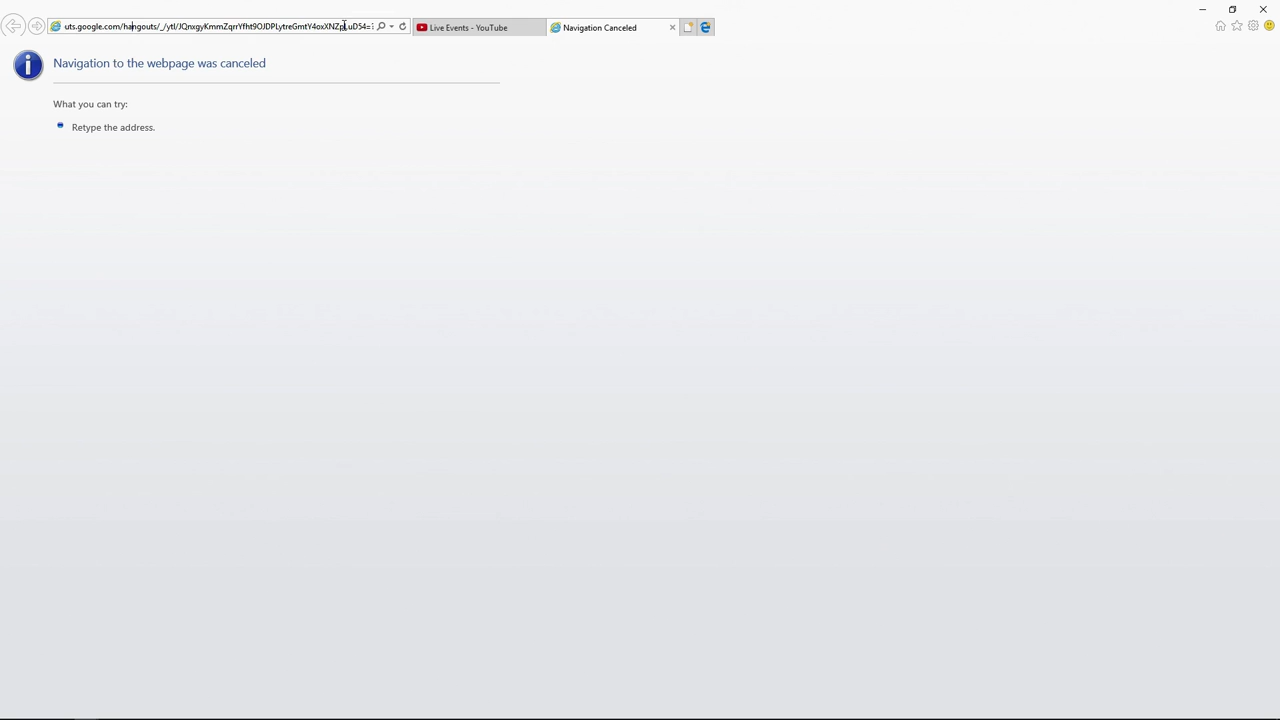 uts.google.com/hangouts/_/ytl/JQnxgyKmmZqrrYfht9OJDPLytreGmtY4oxXNZpLuD54=
Live Events - YouTube
Navigation Canceled
Navigation to the webpage was canceled
What you can try:
Retype the address.